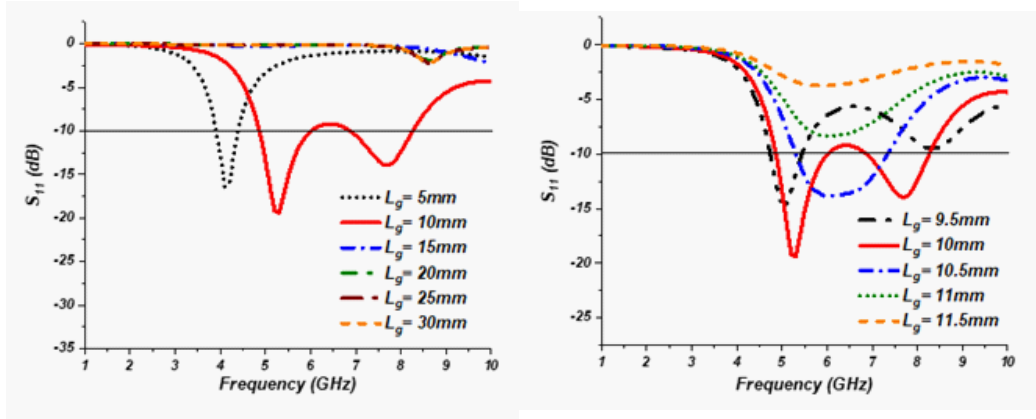 0
-5
-10
-15
-20
-25
-30
-35
S11 (dB)
Lg= 5mm
Lg= 10mm
Lg= 15mm
Lg= 20mm
Lg= 25mm
Lg= 30mm
1 2 3 4 5 6 7 8 9 10
Frequency (GHz)
0
-5
-10
-15
-20
-25
S11 (dB)
Lg= 9.5mm
Lg= 10mm
Lg= 10.5mm
Lg= 11mm
Lg= 11.5mm
1 2 3 4 5 6 7 8 9 10
Frequency (GHz)